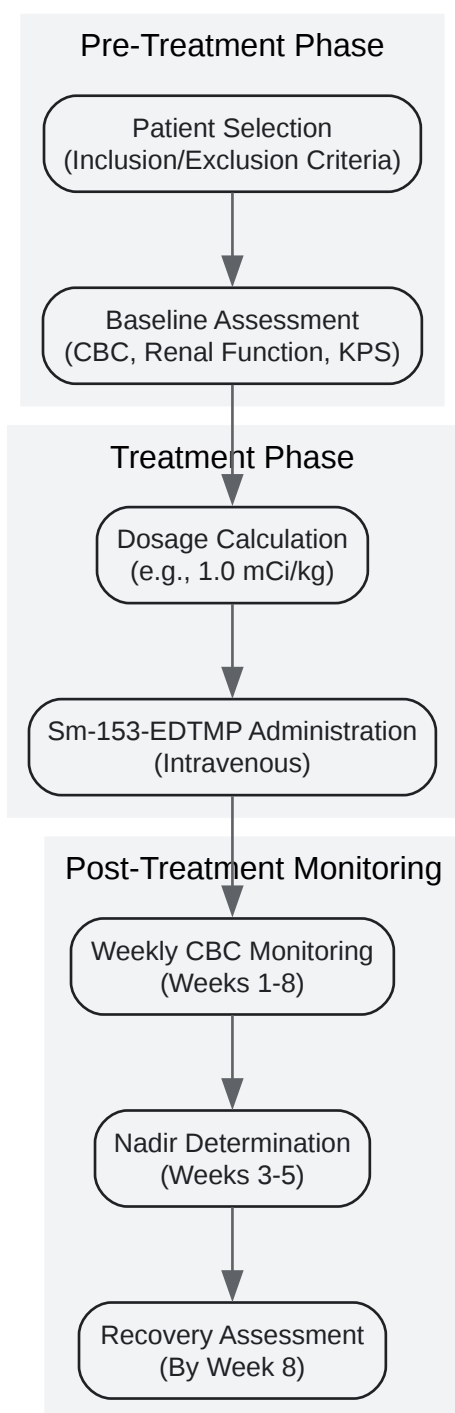 Pre-Treatment Phase
Patient Selection
(Inclusion/Exclusion Criteria)
Baseline Assessment
(CBC, Renal Function, KPS)
Treatment Phase
Dosage Calculation
(e.g., 1.0 mCi/kg)
Sm-153-EDTMP Administration
(Intravenous)
Post-Treatment Monitoring
Weekly CBC Monitoring
(Weeks 1-8)
Nadir Determination
(Weeks 3-5)
Recovery Assessment
(By Week 8)